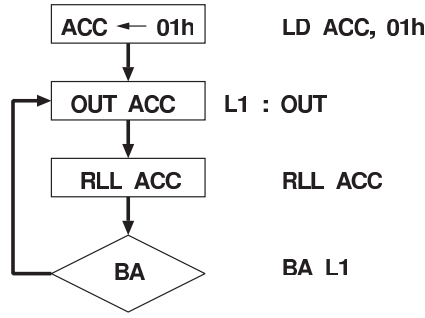 ACC ← 01h LD ACC, 01h
OUT ACC L1 : OUT
RLL ACC RLL ACC
BA BA L1